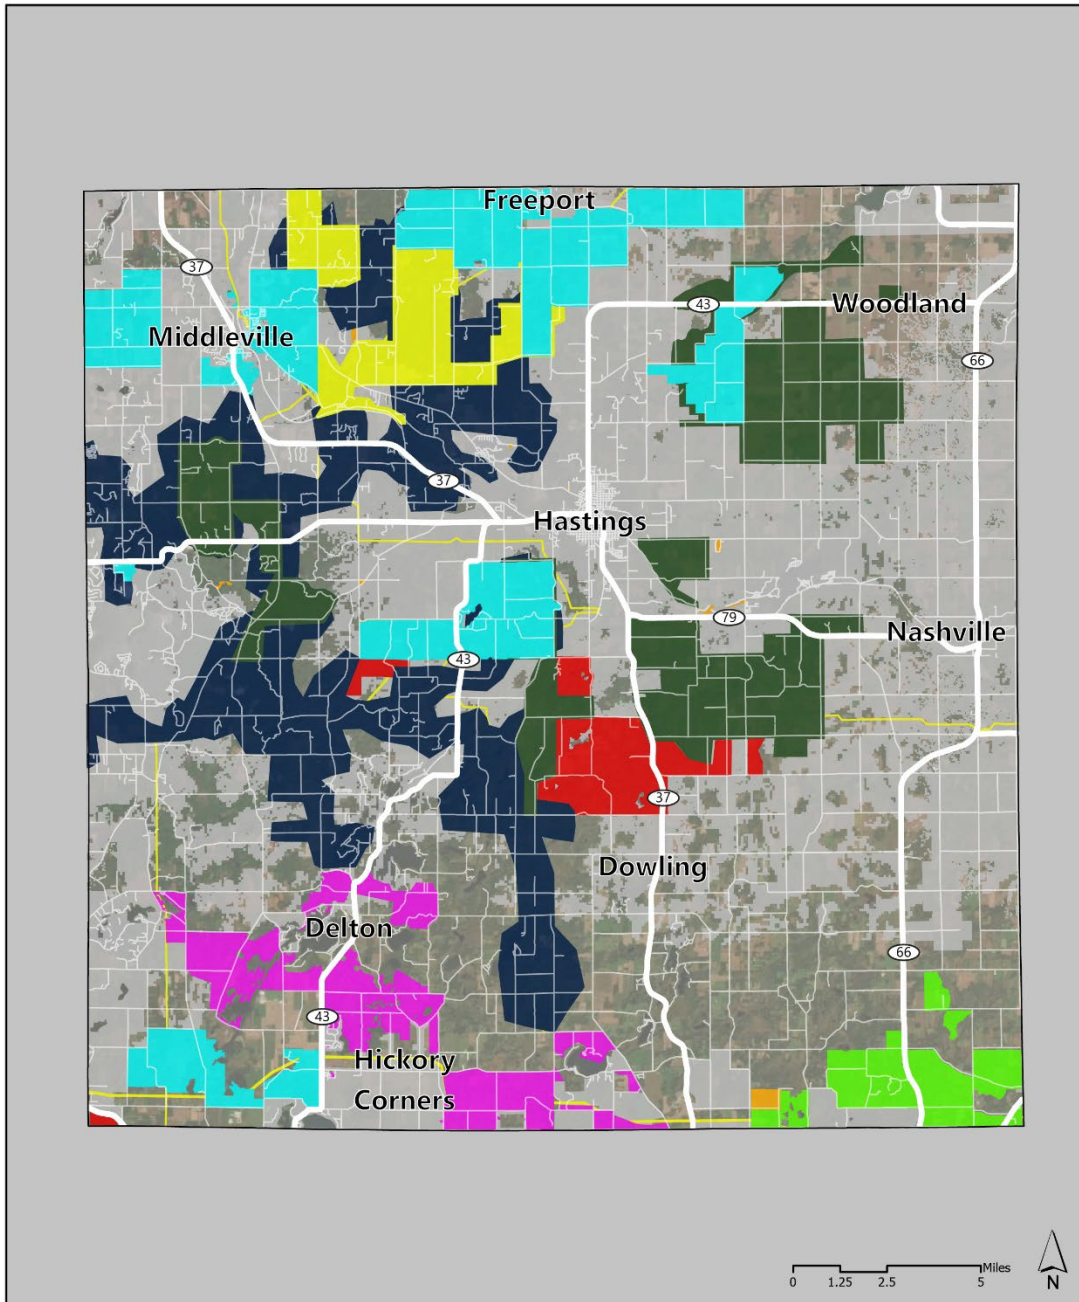 Freeport
37
43
Woodland
Middleville
66
37
Hastings
79
Nashville
43
37
Dowling
Delton
66
43
Hickory
Corners
Miles
0 1.25 2.5 5
N